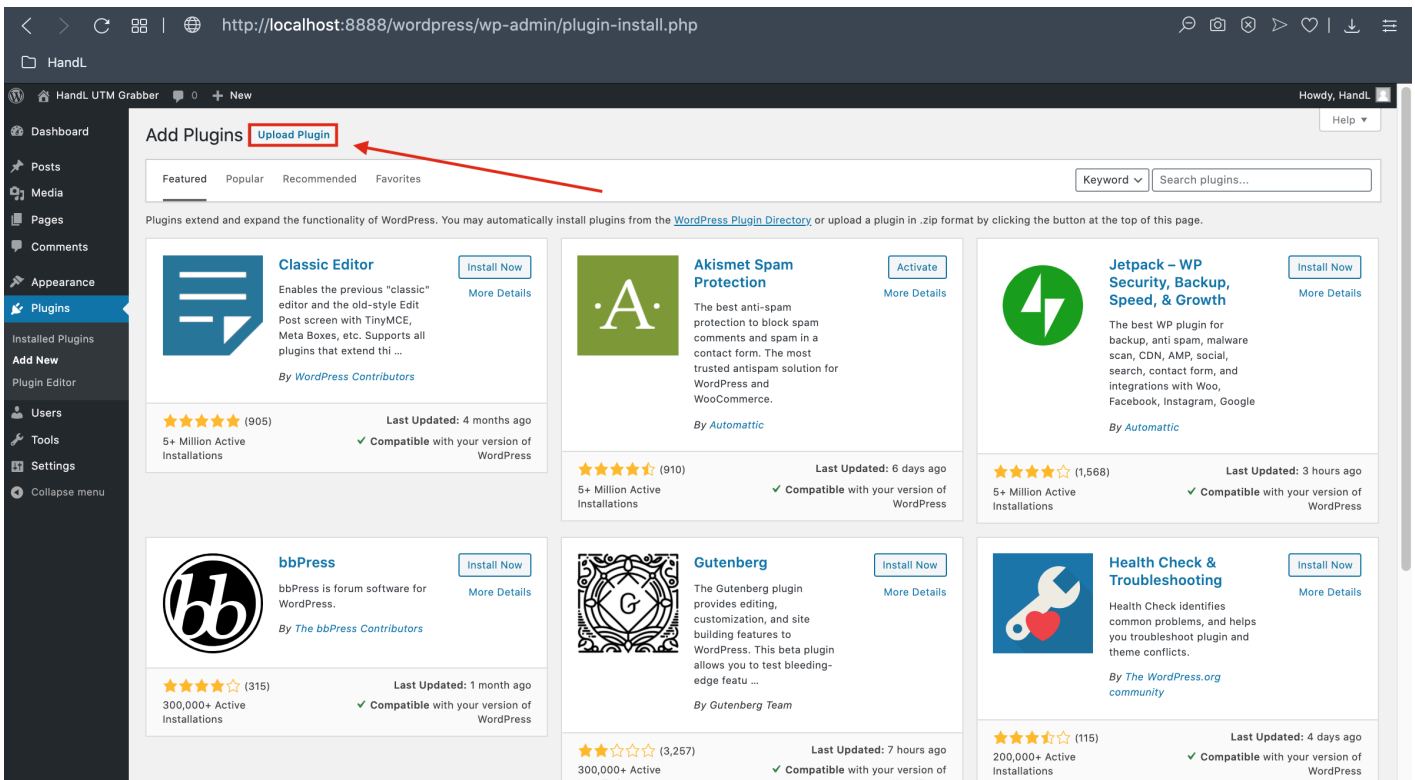 http://localhost:8888/wordpress/wp-admin/plugin-install.php
HandL
HandL UTM Grabber
0
New
Howdy, HandL
Dashboard
Posts
Media
Pages
Comments
Appearance
Plugins
Installed Plugins
Add New
Plugin Editor
Users
Tools
Settings
Collapse menu
Add Plugins
Upload Plugin
Help
Featured
Popular
Recommended
Favorites
Keyword
Search plugins...
Plugins extend and expand the functionality of WordPress. You may automatically install plugins from the WordPress Plugin Directory or upload a plugin in .zip format by clicking the button at the top of this page.
Classic Editor
Install Now
More Details
Enables the previous "classic"
editor and the old-style Edit
Post screen with TinyMCE,
Meta Boxes, etc. Supports all
plugins that extend thi ...
By WordPress Contributors
(905)
Last Updated: 4 months ago
5+ Million Active
Installations
Compatible with your version of
WordPress
·A·
Akismet Spam
Protection
Activate
More Details
The best anti-spam
protection to block spam
comments and spam in a
contact form. The most
trusted antispam solution for
WordPress and
WooCommerce.
By Automattic
(910)
Last Updated: 6 days ago
5+ Million Active
Installations
Compatible with your version of
WordPress
Jetpack – WP
Security, Backup,
Speed, & Growth
Install Now
More Details
The best WP plugin for
backup, anti spam, malware
scan, CDN, AMP, social,
search, contact form, and
integrations with Woo,
Facebook, Instagram, Google
By Automattic
(1,568)
Last Updated: 3 hours ago
5+ Million Active
Installations
Compatible with your version of
WordPress
bb
bbPress
Install Now
More Details
bbPress is forum software for
WordPress.
By The bbPress Contributors
(315)
Last Updated: 1 month ago
300,000+ Active
Installations
Compatible with your version of
WordPress
G
Gutenberg
Install Now
More Details
The Gutenberg plugin
provides editing,
customization, and site
building features to
WordPress. This beta plugin
allows you to test bleeding-
edge featu ...
By Gutenberg Team
(3,257)
Last Updated: 7 hours ago
300,000+ Active
Compatible with your version of
Health Check &
Troubleshooting
Install Now
More Details
Health Check identifies
common problems, and helps
you troubleshoot plugin and
theme conflicts.
By The WordPress.org
community
(115)
Last Updated: 4 days ago
200,000+ Active
Installations
Compatible with your version of
WordPress